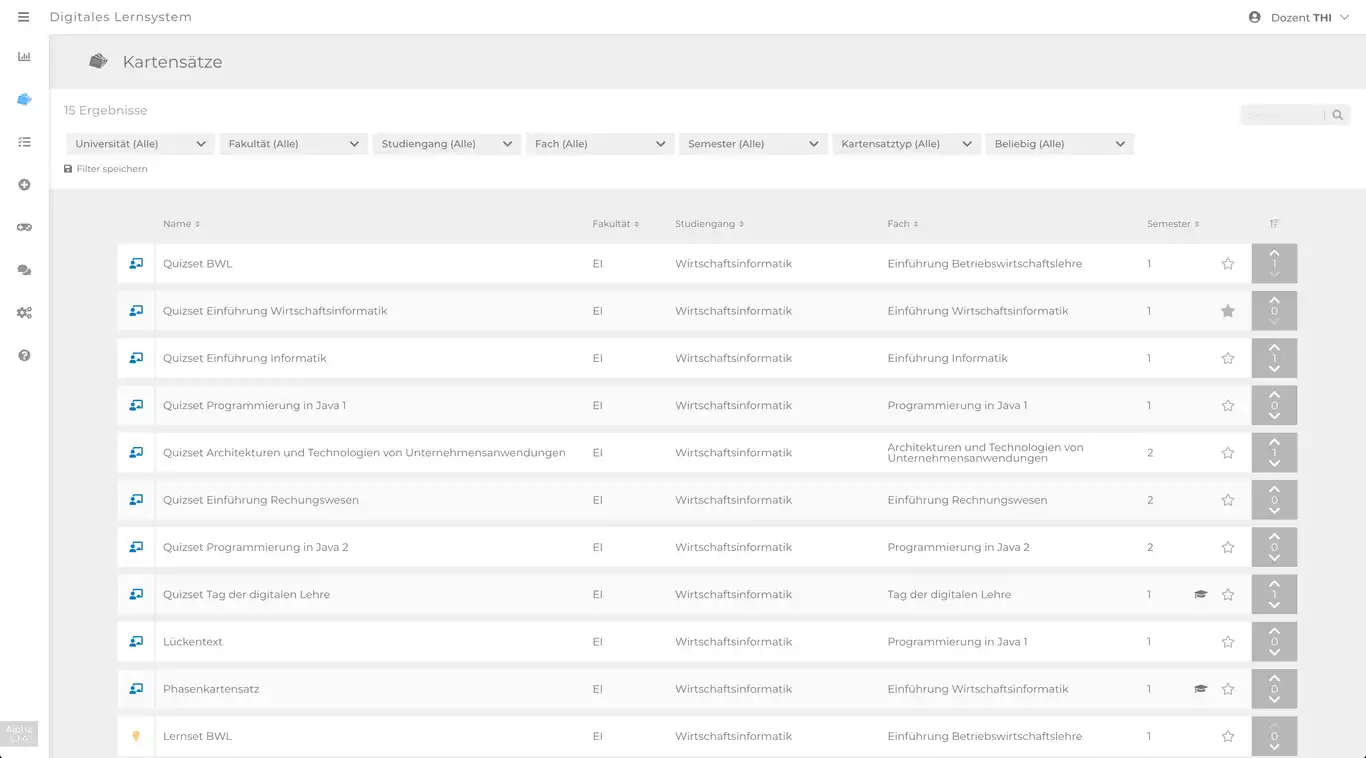 Digitales Lernsystem
Dozent THI
Kartensätze
15 Ergebnisse
Universität (Alle) Fakultät (Alle) Studiengang (Alle) Fach (Alle) Semester (Alle) Kartensatztyp (Alle) Beliebig (Alle)
Filter speichern
Name Fakultät Studiengang Fach Semester
Quizset BWL EI Wirtschaftsinformatik Einführung Betriebswirtschaftslehre 1 1
Quizset Einführung Wirtschaftsinformatik EI Wirtschaftsinformatik Einführung Wirtschaftsinformatik 1 0
Quizset Einführung Informatik EI Wirtschaftsinformatik Einführung Informatik 1 1
Quizset Programmierung in Java 1 EI Wirtschaftsinformatik Programmierung in Java 1 1 0
Quizset Architekturen und Technologien von Unternehmensanwendungen EI Wirtschaftsinformatik Architekturen und Technologien von
Unternehmensanwendungen 2 1
Quizset Einführung Rechungswesen EI Wirtschaftsinformatik Einführung Rechnungswesen 2 0
Quizset Programmierung in Java 2 EI Wirtschaftsinformatik Programmierung in Java 2 2 0
Quizset Tag der digitalen Lehre EI Wirtschaftsinformatik Tag der digitalen Lehre 1 1
Lückentext EI Wirtschaftsinformatik Programmierung in Java 1 1 0
Phasenkartensatz EI Wirtschaftsinformatik Einführung Wirtschaftsinformatik 1 0
Lernset BWL EI Wirtschaftsinformatik Einführung Betriebswirtschaftslehre 1 0
Alpha